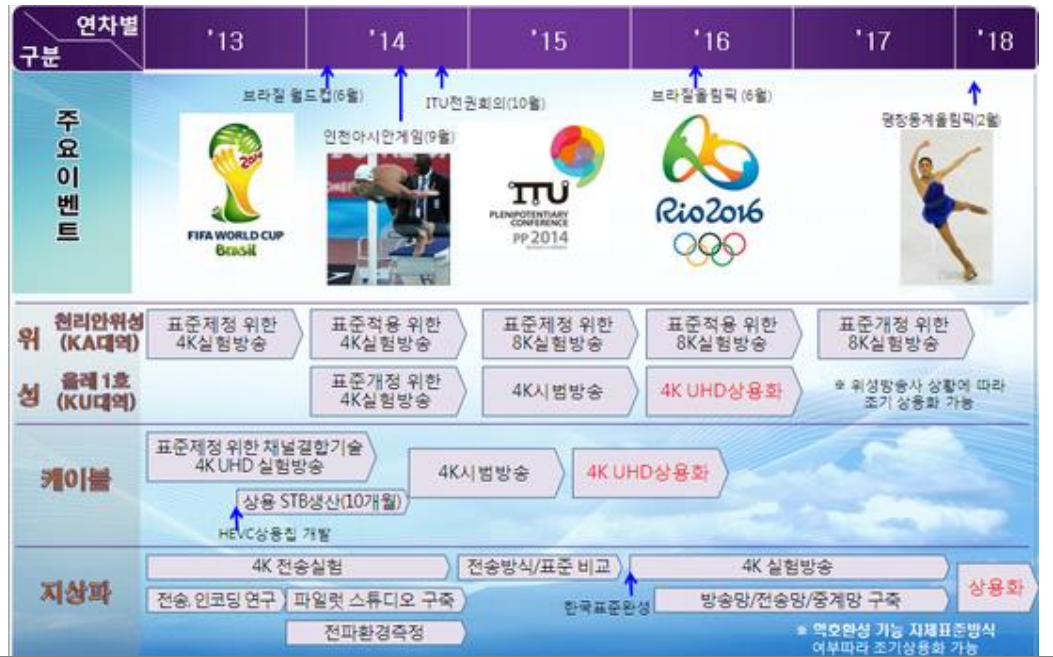 연차별
구분
'13
'14
'15
'16
'17
'18
주요이벤트
브라질 월드컵(6월)
인천아시안게임(9월)
ITU전권회의(10월)
브라질올림픽 (6월)
평창동계올림픽(2월)
2014
FIFA WORLD CUP
Brasil
ITU
PLENIPOTENTIARY
CONFERENCE
PP 2014
Rio2016
위성
천리안위성
(KA대역)
표준제정 위한
4K실험방송
표준적용 위한
4K실험방송
표준제정 위한
8K실험방송
표준적용 위한
8K실험방송
표준개정 위한
8K실험방송
올레 1호
(KU대역)
표준개정 위한
4K실험방송
4K시범방송
4K UHD상용화
※ 위성방송사 상황에 따라
조기 상용화 가능
케이블
표준제정 위한 채널결합기술
4K UHD 실험방송
4K시범방송
4K UHD상용화
상용 STB생산(10개월)
HEVC상용칩 개발
지상파
4K 전송실험
전송방식/표준 비교
4K 실험방송
상용화
전송.인코딩 연구
파일럿 스튜디오 구축
한국표준완성
방송망/전송망/중계망 구축
전파환경측정
※ 역호환성 기능 자체표준방식
여부따라 조기상용화 가능